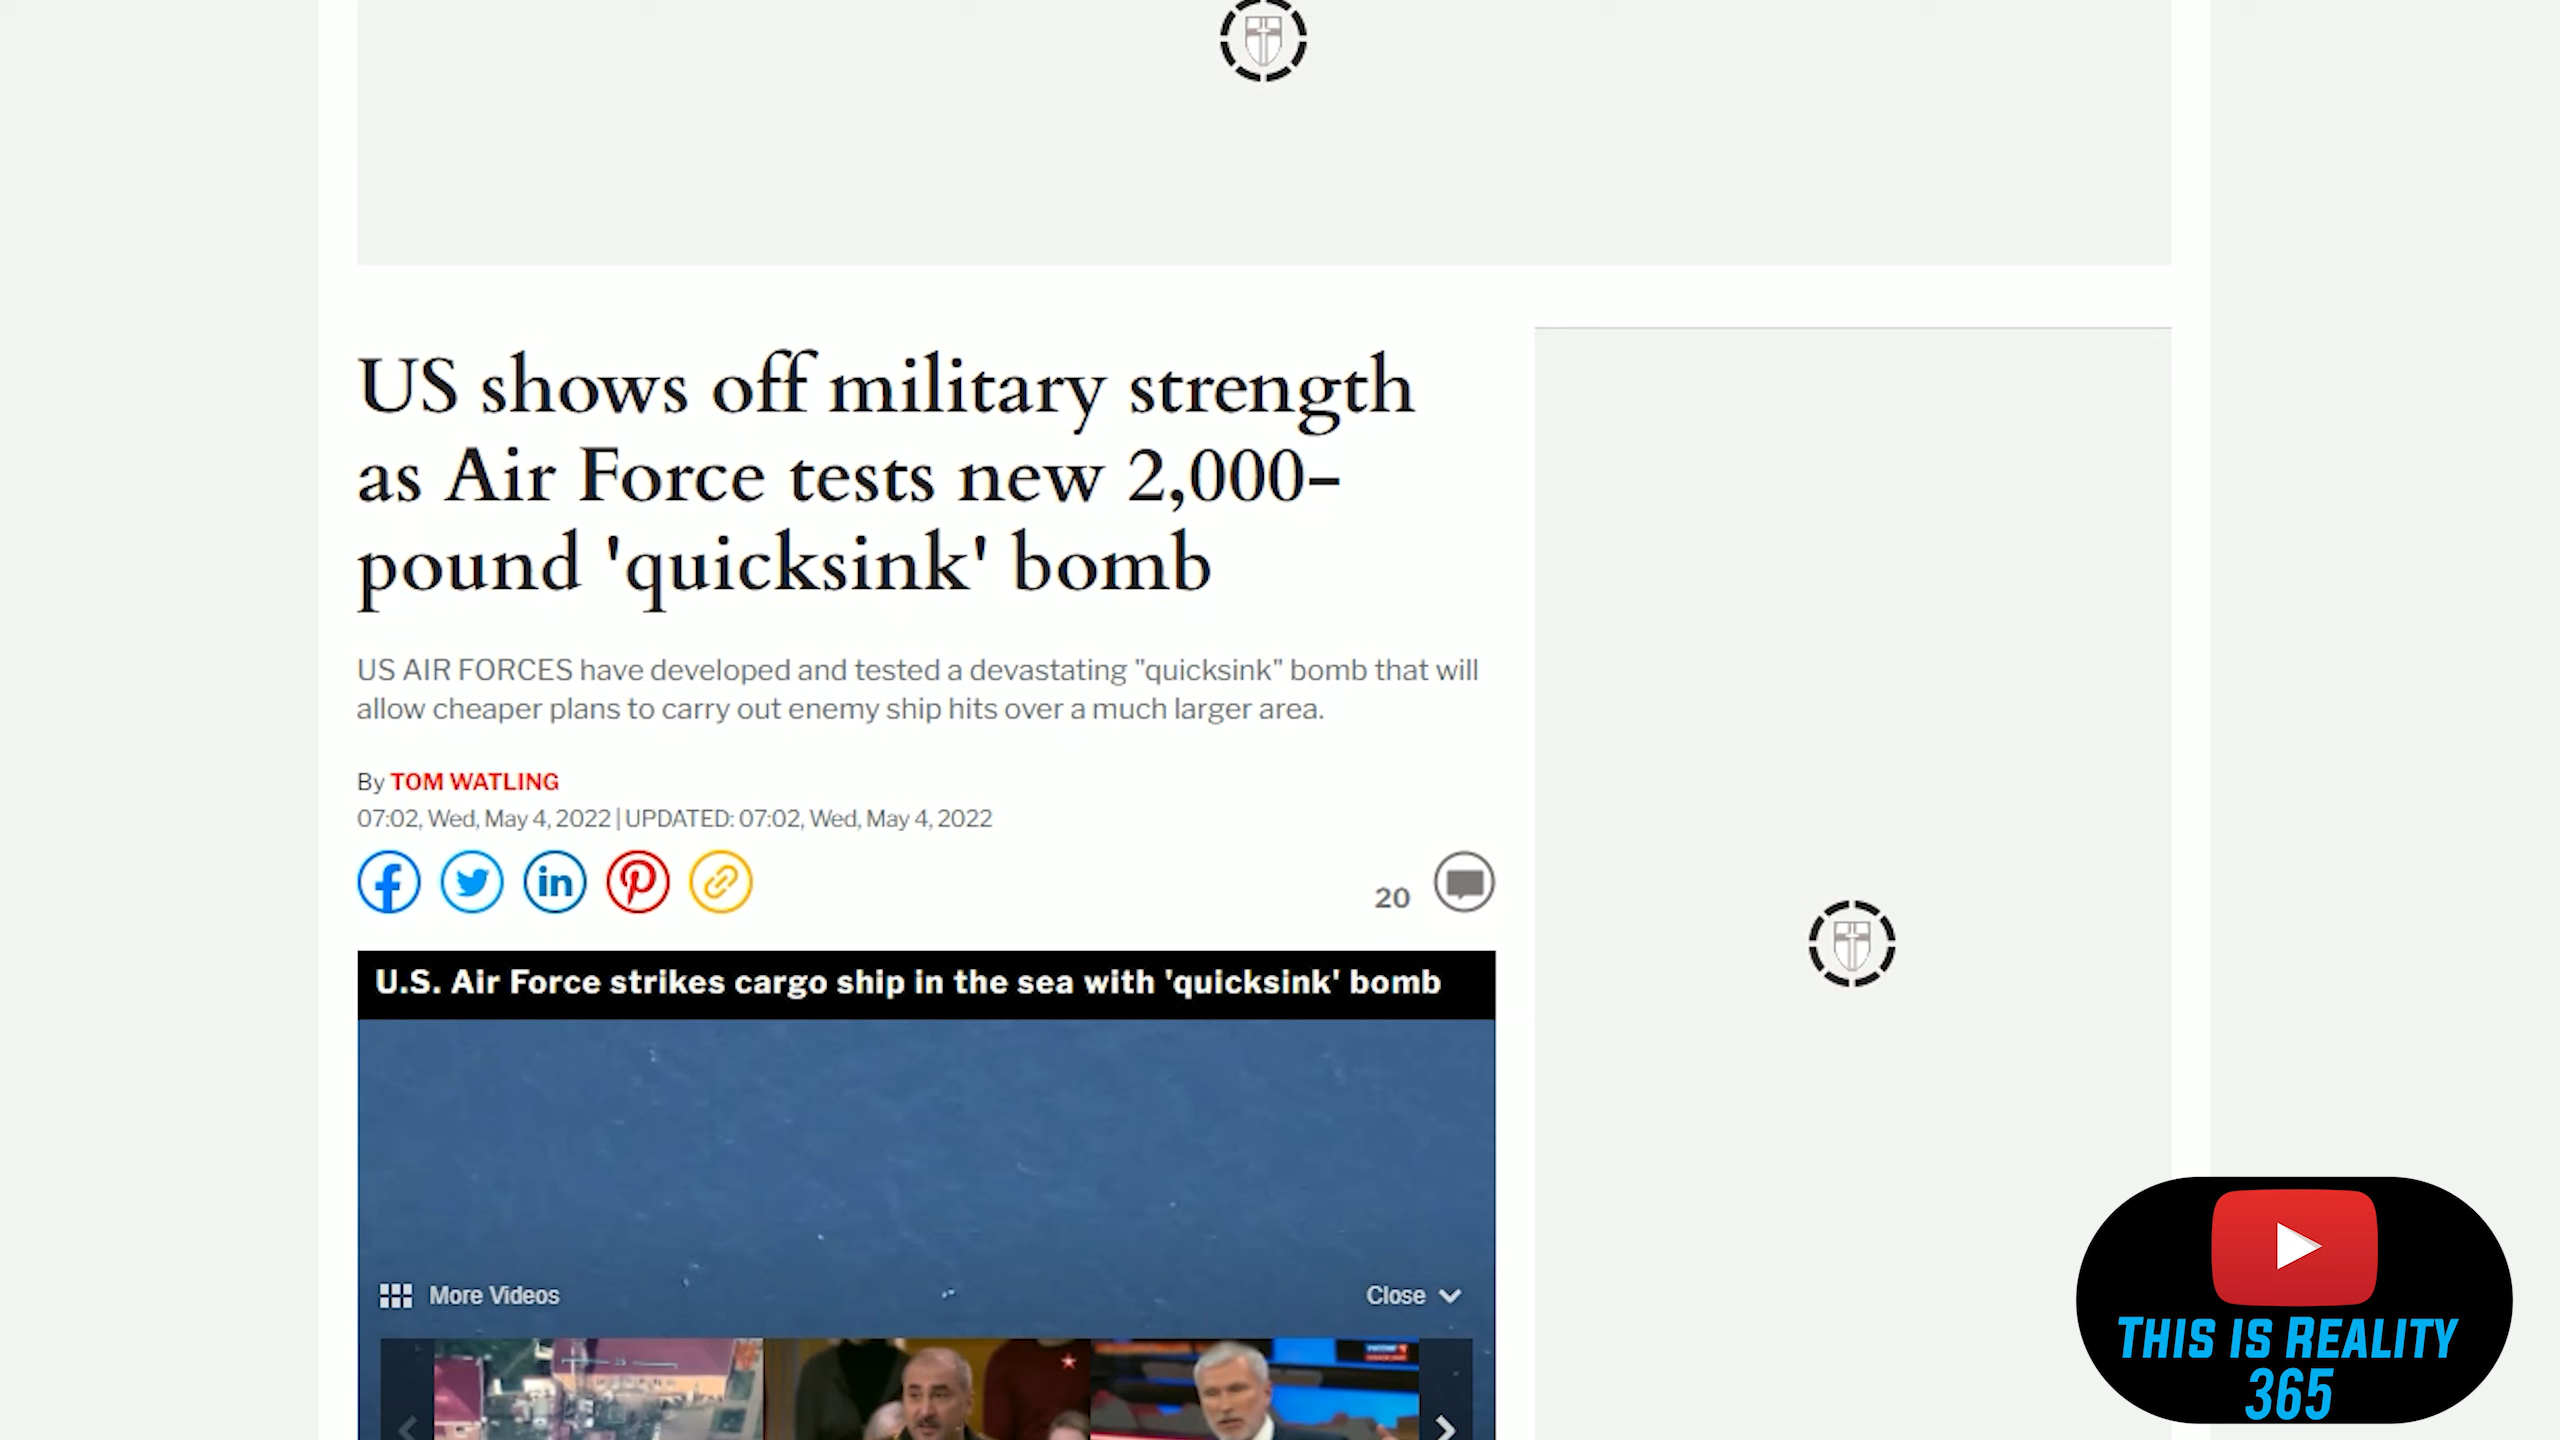 US shows off military strength
as Air Force tests new 2,000-
pound 'quicksink' bomb
US AIR FORCES have developed and tested a devastating "quicksink" bomb that will
allow cheaper plans to carry out enemy ship hits over a much larger area.
By TOM WATLING
07:02, Wed, May 4, 2022 | UPDATED: 07:02, Wed, May 4, 2022
20
U.S. Air Force strikes cargo ship in the sea with 'quicksink' bomb
More Videos
Close
THIS IS REALITY
365